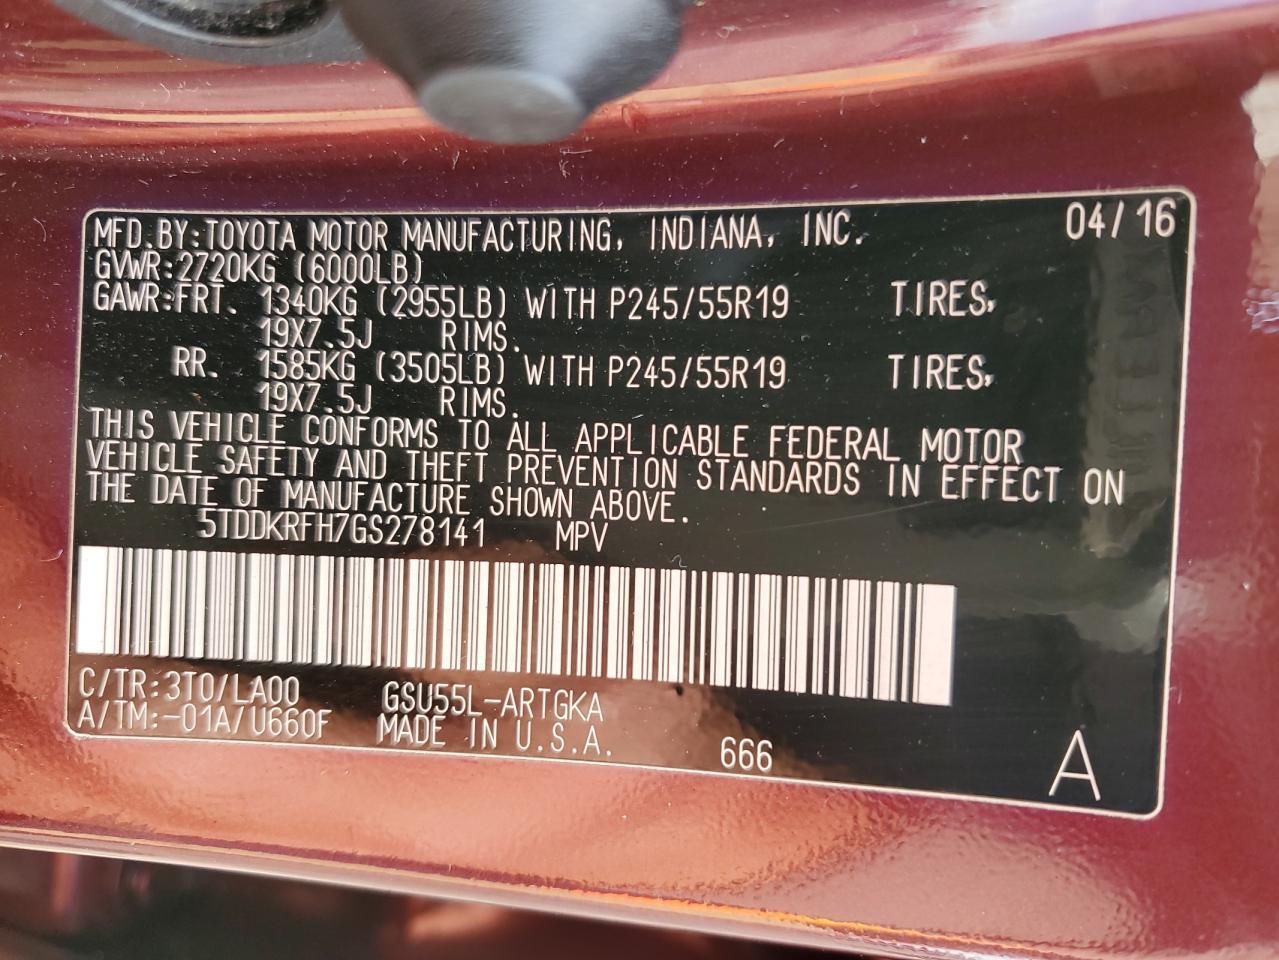 MFD.BY:TOYOTA MOTOR MANUFACTURING, INDIANA, INC. 04/16
GVWR:2720KG (6000LB)
GAWR:FRT. 1340KG (2955LB) WITH P245/55R19 TIRES,
19X7.5J RIMS.
RR. 1585KG (3505LB) WITH P245/55R19 TIRES,
19X7.5J RIMS.
THIS VEHICLE CONFORMS TO ALL APPLICABLE FEDERAL MOTOR
VEHICLE SAFETY AND THEFT PREVENTION STANDARDS IN EFFECT ON
THE DATE OF MANUFACTURE SHOWN ABOVE.
5TDDKRFH7GS278141 MPV
C/TR:3T0/LA00 GSU55L-ARTGKA
A/TM:-01A/U660F MADE IN U.S.A. 666 A